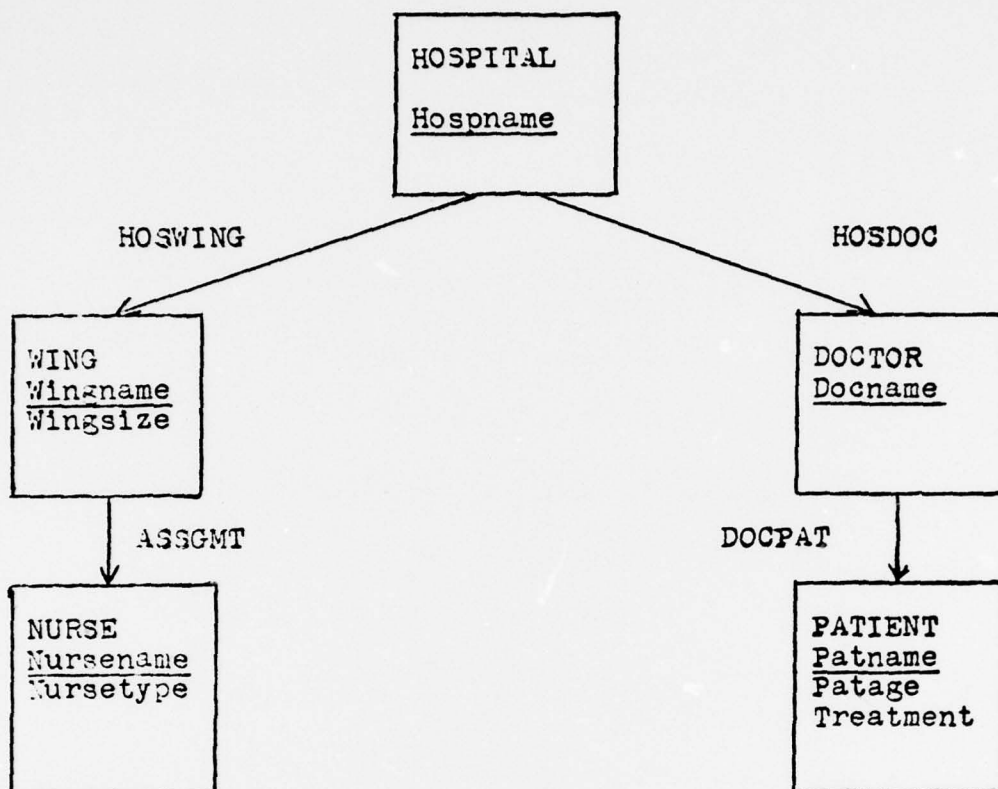 HOSPITAL
Hospname
HOSWING
HOSDOC
WING
Wingname
Wingsize
DOCTOR
Docname
ASSGMT
DOCPAT
NURSE
Nursename
Nursetype
PATIENT
Patname
Patage
Treatment